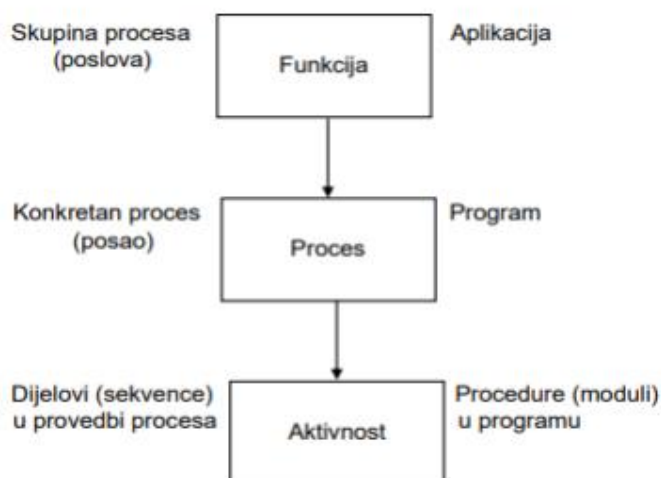 Skupina procesa
(poslova)
Funkcija
Aplikacija
Konkretan proces
(posao)
Proces
Program
Dijelovi (sekvence)
u provedbi procesa
Aktivnost
Procedure (moduli)
u programu